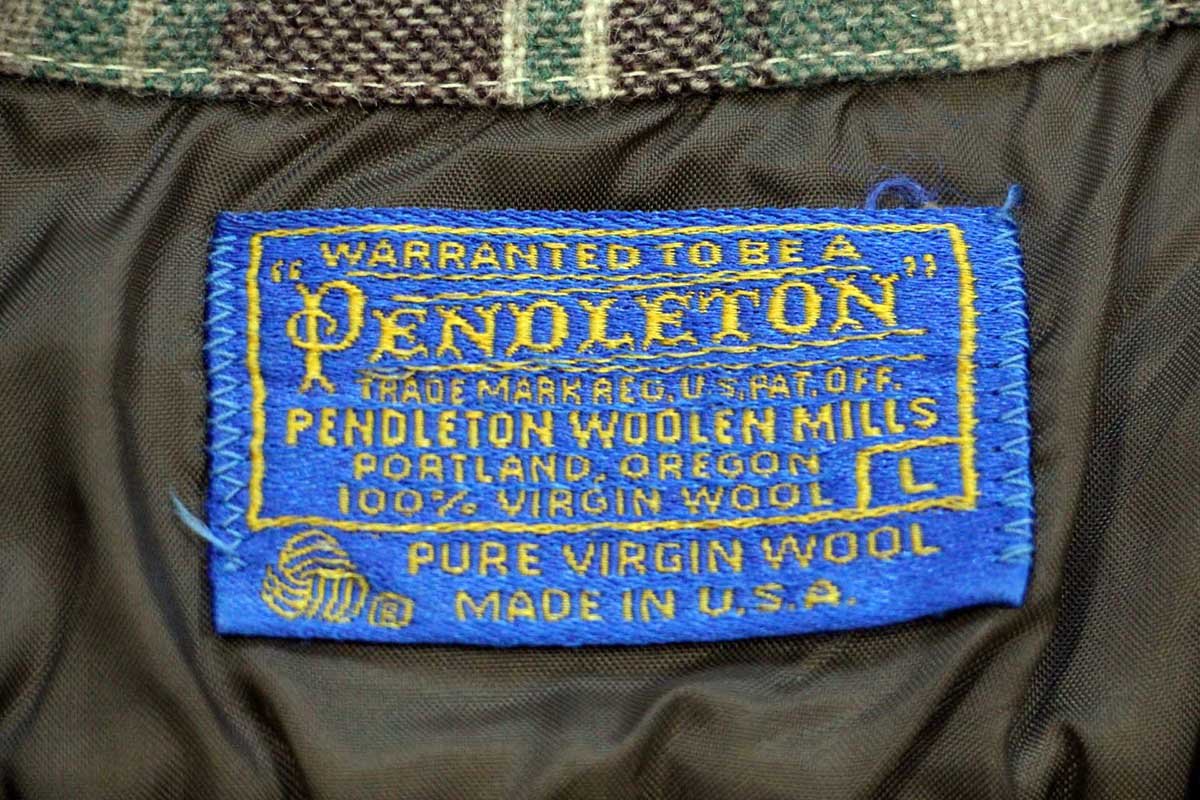 WARRANTED TO BE A
"PENDLETON"
TRADE MARK REG. U.S. PAT. OFF.
PENDLETON WOOLEN MILLS
PORTLAND, OREGON
100% VIRGIN WOOL L
PURE VIRGIN WOOL
® MADE IN U.S.A.